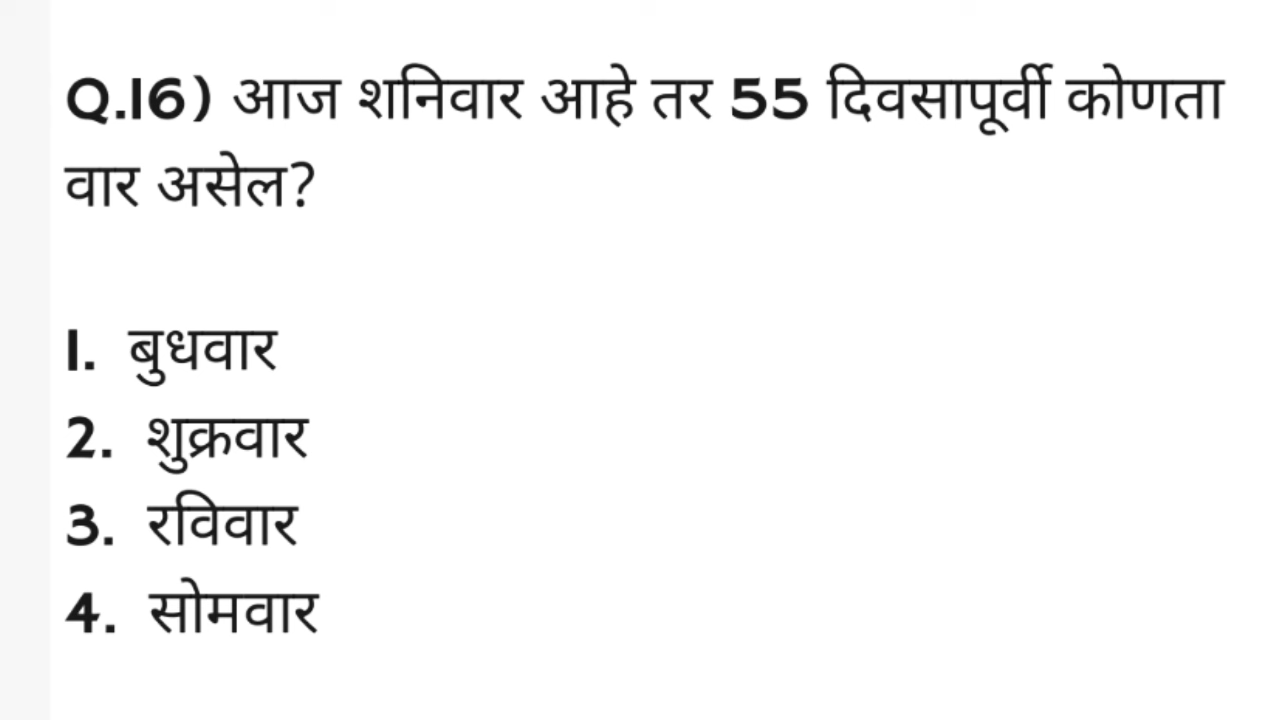 Q.16) आज शनिवार आहे तर 55 दिवसापूर्वी कोणता
वार असेल?
1. बुधवार
2. शुक्रवार
3. रविवार
4. सोमवार